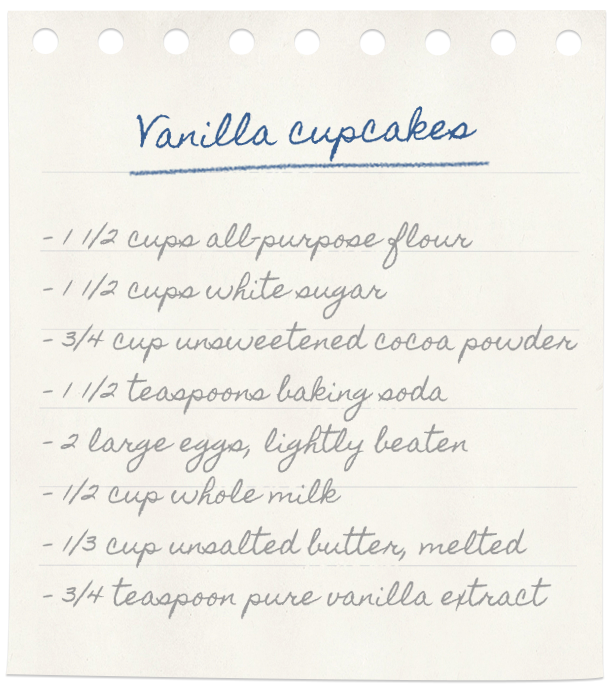 Vanilla cupcakes
- 1 1/2 cups all-purpose flour
- 1 1/2 cups white sugar
- 3/4 cup unsweetened cocoa powder
- 1 1/2 teaspoons baking soda
- 2 large eggs, lightly beaten
- 1/2 cup whole milk
- 1/3 cup unsalted butter, melted
- 3/4 teaspoon pure vanilla extract